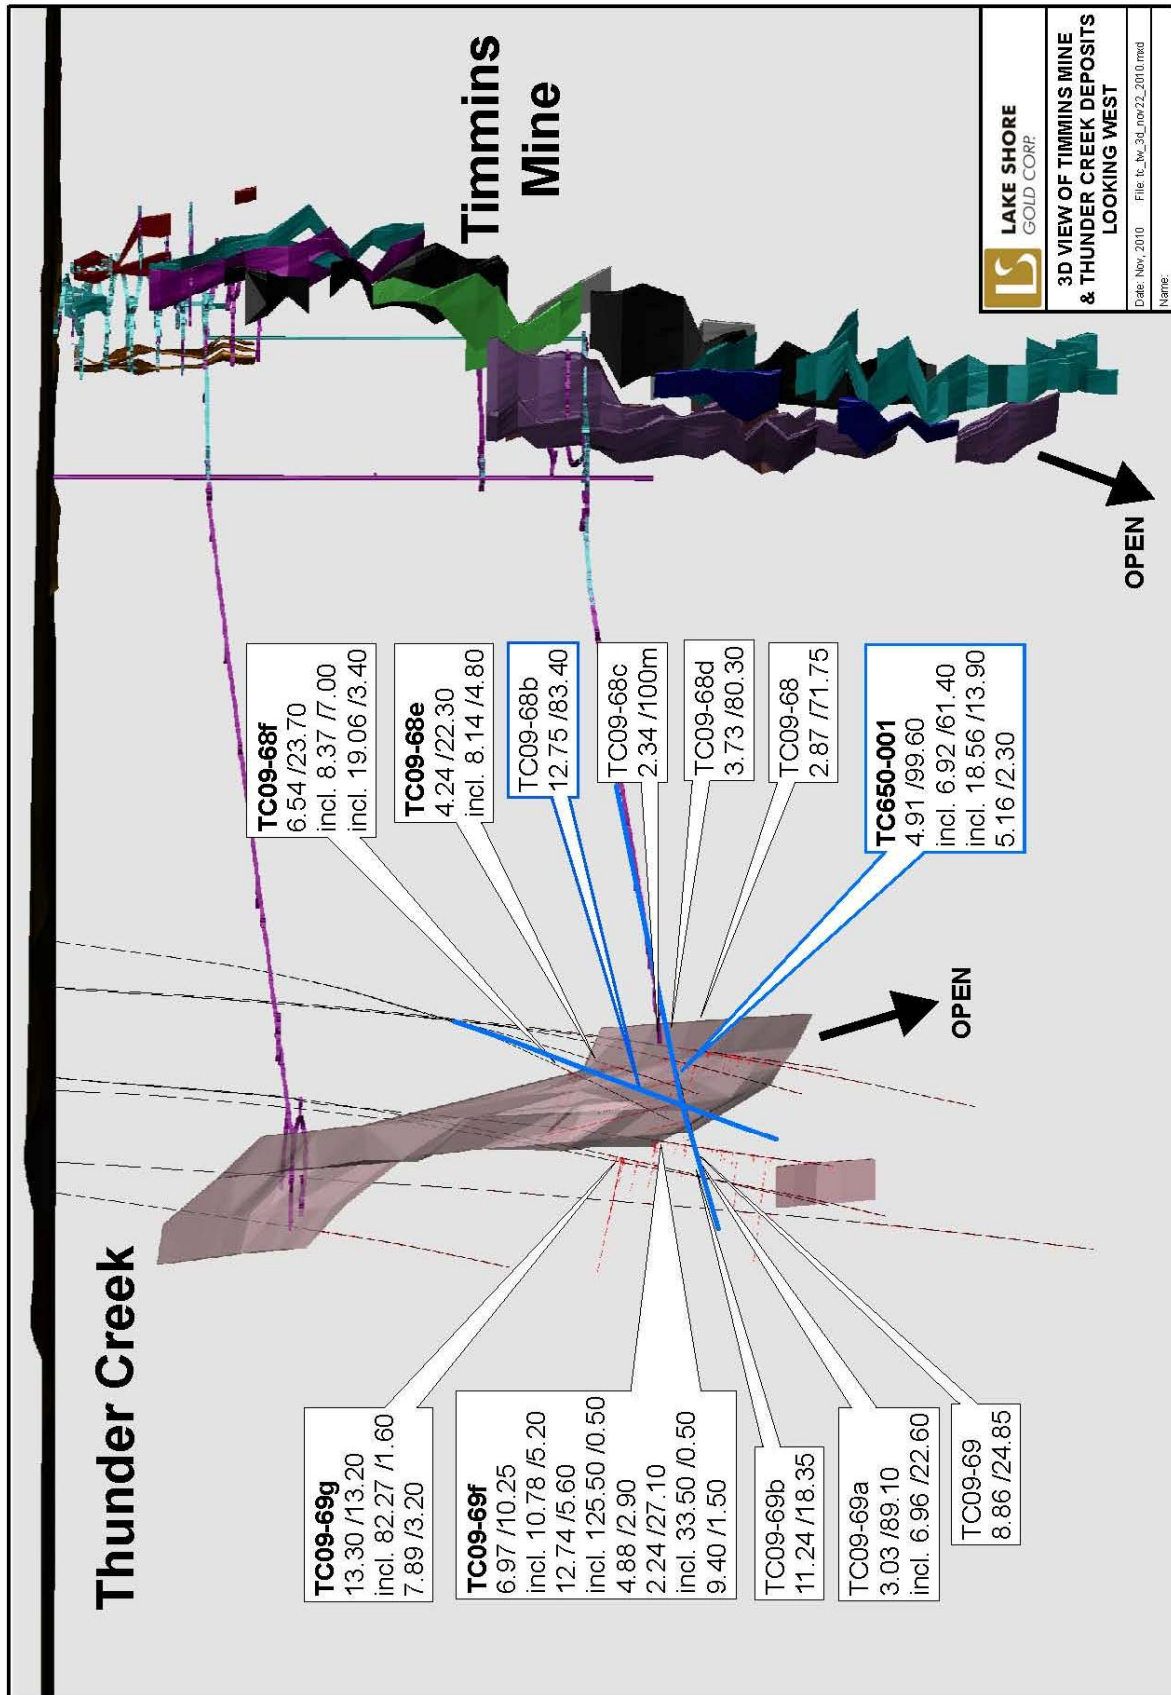 Thunder Creek
Timmins
Mine
TC09-69g
13.30 /13.20
incl. 82.27 /1.60
7.89 /3.20
TC09-69f
6.97 /10.25
incl. 10.78 /5.20
12.74 /5.60
incl. 125.50 /0.50
4.88 /2.90
2.24 /27.10
incl. 33.50 /0.50
9.40 /1.50
TC09-69b
11.24 /18.35
TC09-69a
3.03 /89.10
incl. 6.96 /22.60
TC09-69
8.86 /24.85
TC09-68f
6.54 /23.70
incl. 8.37 /7.00
incl. 19.06 /3.40
TC09-68e
4.24 /22.30
incl. 8.14 /4.80
TC09-68b
12.75 /83.40
TC09-68c
2.34 /100m
TC09-68d
3.73 /80.30
TC09-68
2.87 /71.75
TC650-001
4.91 /99.60
incl. 6.92 /61.40
incl. 18.56 /13.90
5.16 /2.30
OPEN
OPEN
LS
LAKE SHORE
GOLD CORP.
3D VIEW OF TIMMINS MINE
& THUNDER CREEK DEPOSITS
LOOKING WEST
Date: Nov, 2010 File: tc_tw_3d_nov22_2010.mxd
Name: